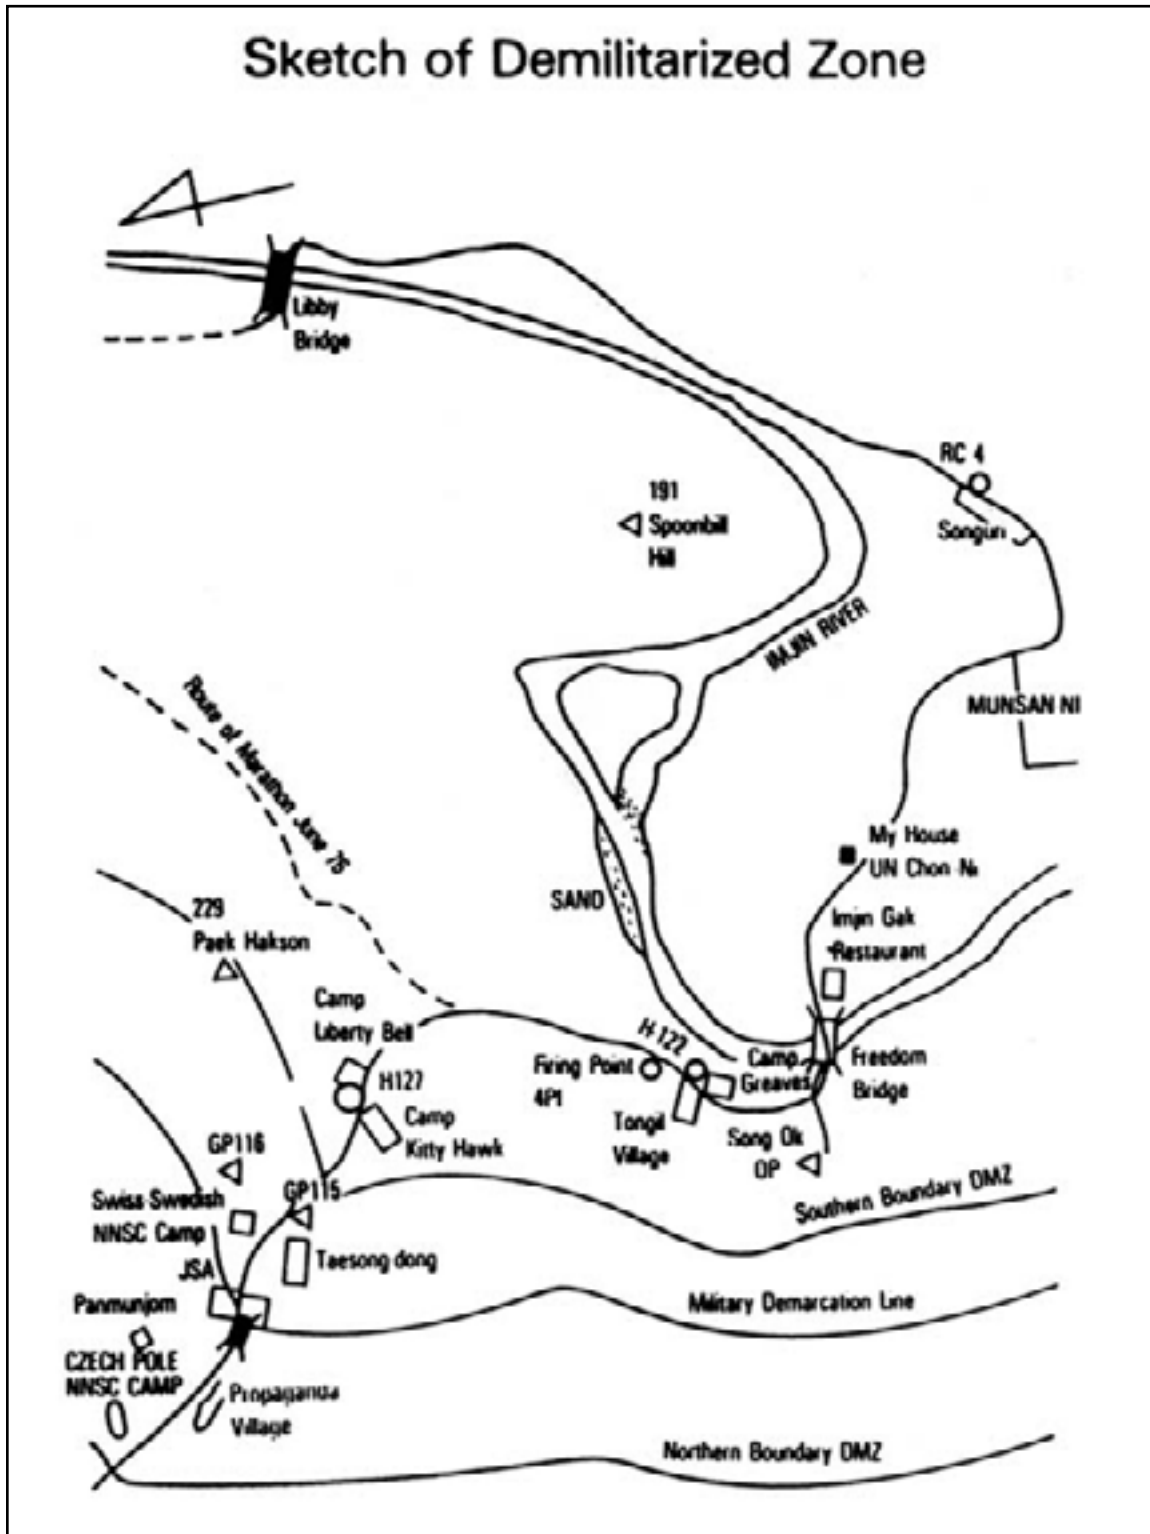 Sketch of Demilitarized Zone
Libby
Bridge
RC 4
191
Spoonbill
Hill
Songuri
IMJIN RIVER
Route of Marathon June 75
MUNSAN NI
My House
UN Chon-Ni
SAND
229
Paek Hakson
Imjin Gak
Restaurant
Camp
Liberty Bell
H-122
Firing Point
4P1
Camp
Greaves
Freedom
Bridge
H127
Camp
Kitty Hawk
Tongil
Village
Song Ok
OP
GP116
GP115
Swiss Swedish
NNSC Camp
Southern Boundary DMZ
JSA
Taesong-dong
Panmunjom
Military Demarcation Line
CZECH POLE
NNSC CAMP
Propaganda
Village
Northern Boundary DMZ